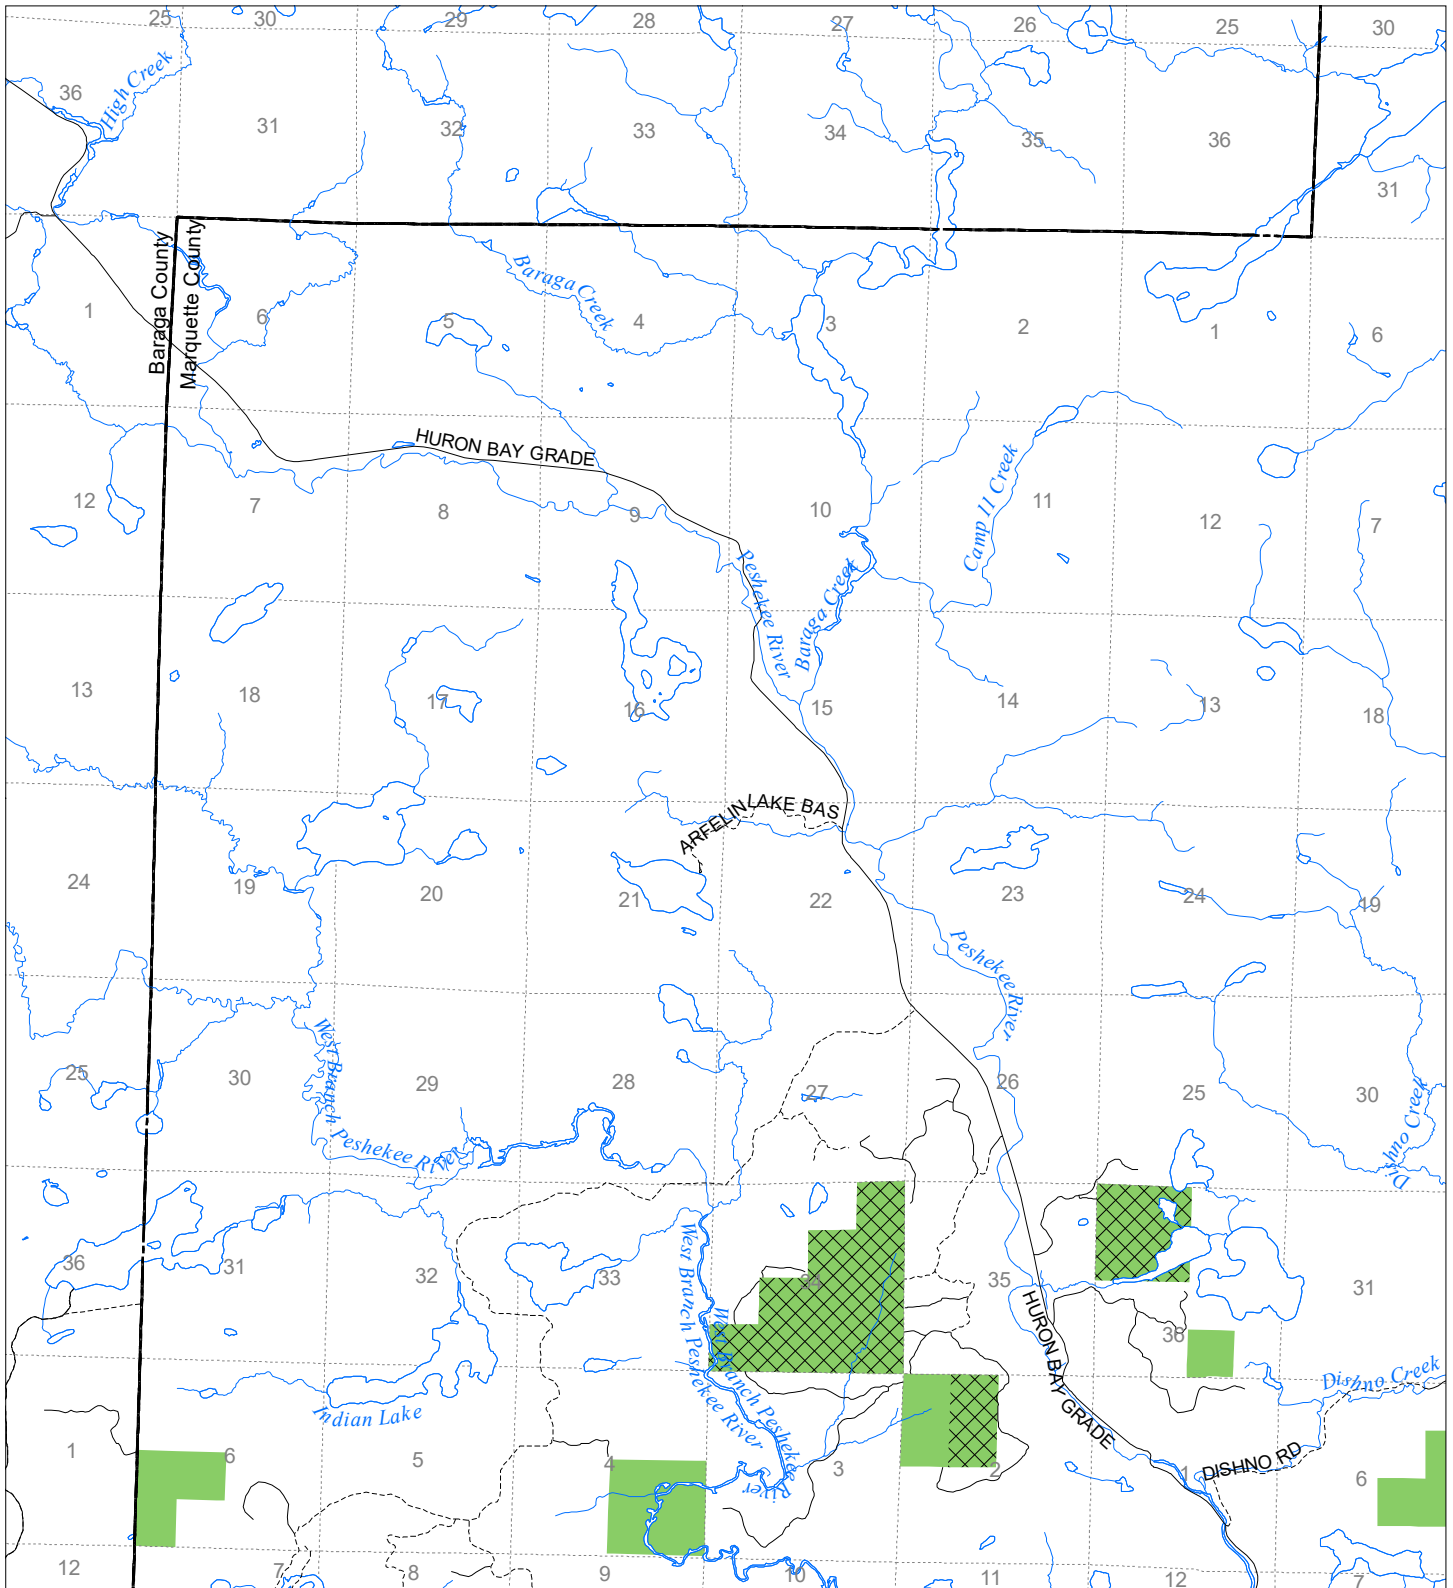 25 30 29 28 27 26 25 30
36 High Creek 31 32 33 34 35 36 31
Baraga County
Marquette County
Baraga Creek
1 6 5 4 3 2 1 6
HURON BAY GRADE
Camp 11 Creek
12 7 8 9 10 11 12 7
Peshekee River
Baraga Creek
13 18 17 16 15 14 13 18
ARFELIN LAKE BAS
24 19 20 21 22 23 24 19
Peshekee River
West Branch Peshekee River
25 30 29 28 27 26 25 30
Dishno Creek
36 31 32 33 34 35 36 31
West Branch Peshekee River
West Branch Peshekee River
HURON BAY GRADE
Indian Lake
Dishno Creek
DISHNO RD
1 6 5 4 3 2 1 6
12 7 8 9 10 11 12 7